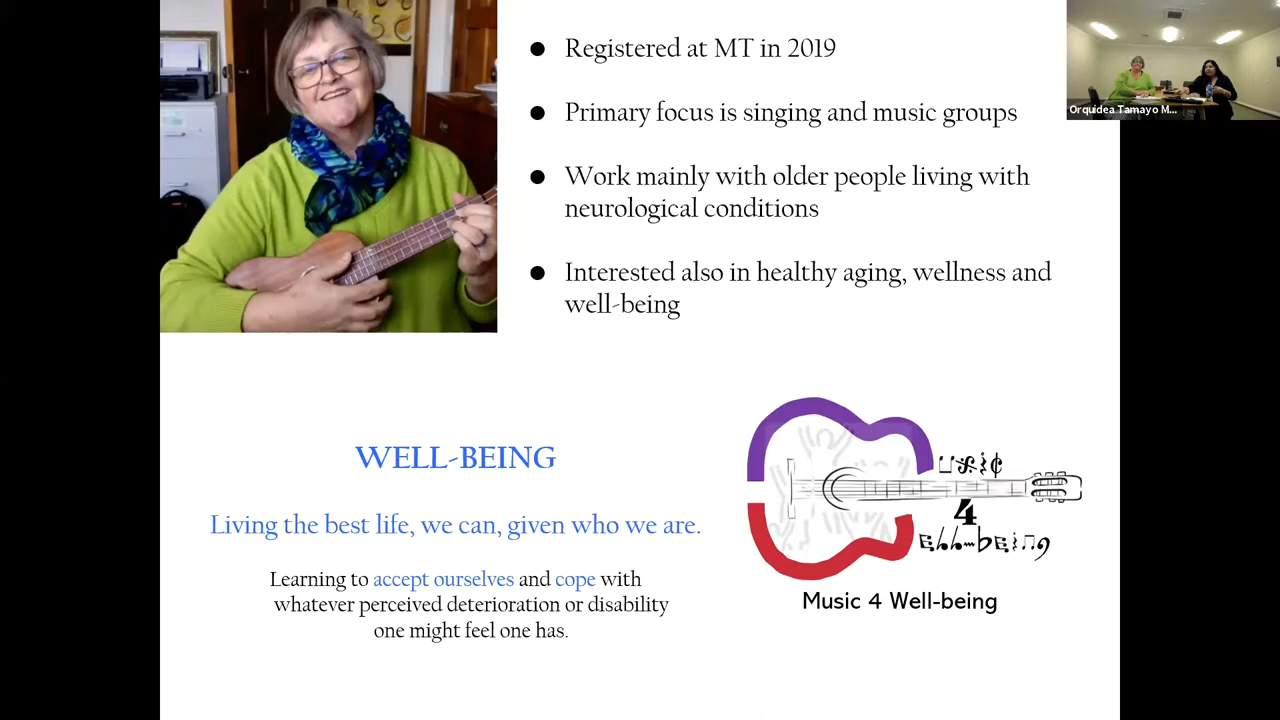 Registered at MT in 2019
Primary focus is singing and music groups
Work mainly with older people living with
neurological conditions
Interested also in healthy aging, wellness and
well-being
Orquidea Tamayo M...
WELL-BEING
Living the best life, we can, given who we are.
Learning to accept ourselves and cope with
whatever perceived deterioration or disability
one might feel one has.
4
Music 4 Well-being